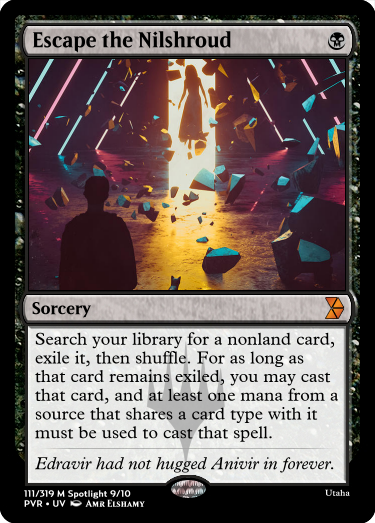 Escape the Nilshroud
Sorcery
Search your library for a nonland card,
exile it, then shuffle. For as long as
that card remains exiled, you may cast
that card, and at least one mana from a
source that shares a card type with it
must be used to cast that spell.
Edravir had not hugged Anivir in forever.
111/319 M Spotlight 9/10
Utaha
PVR • UV Amr Elshamy